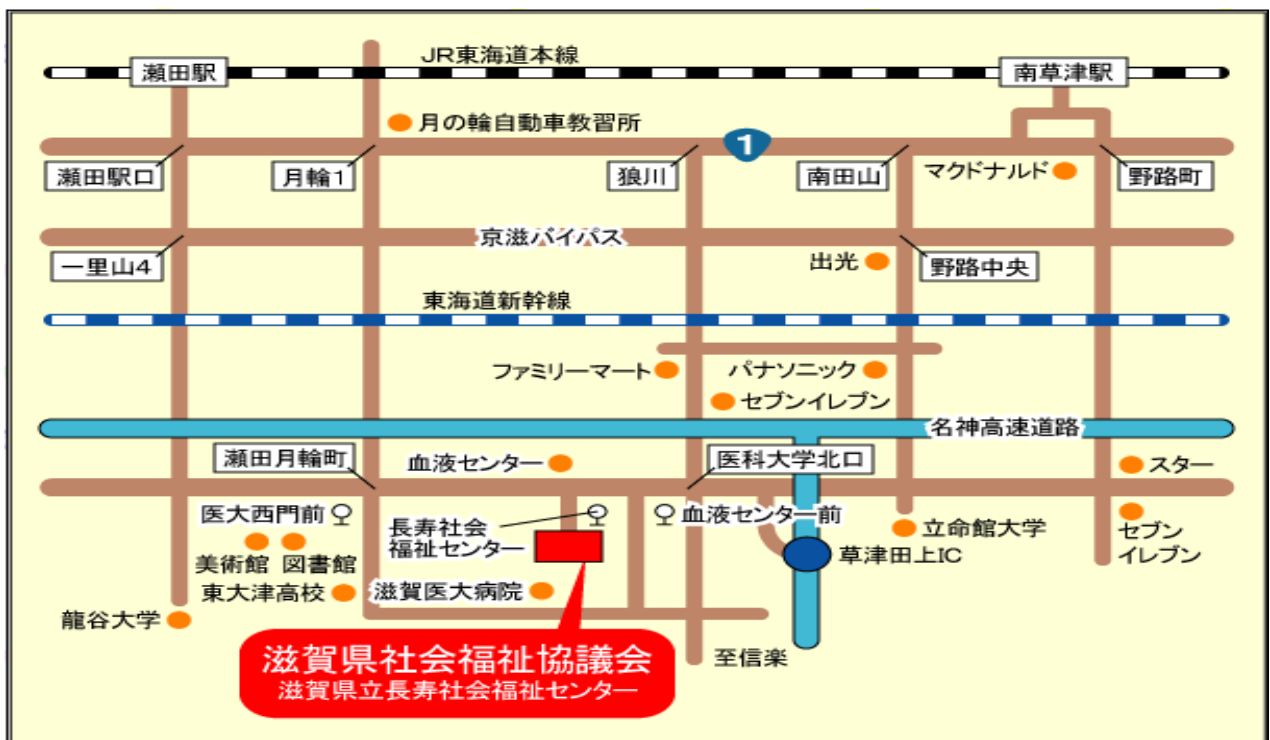 JR東海道本線
瀬田駅
南草津駅
月の輪自動車教習所
1
瀬田駅口
月輪1
狼川
南田山
マクドナルド
野路町
京滋バイパス
一里山4
出光
野路中央
東海道新幹線
ファミリーマート
パナソニック
セブンイレブン
名神高速道路
瀬田月輪町
血液センター
医科大学北口
スター
医大西門前
長寿社会
福祉センター
血液センター前
立命館大学
セブン
イレブン
美術館
図書館
草津田上IC
東大津高校
滋賀医大病院
龍谷大学
至信楽
滋賀県社会福祉協議会
滋賀県立長寿社会福祉センター